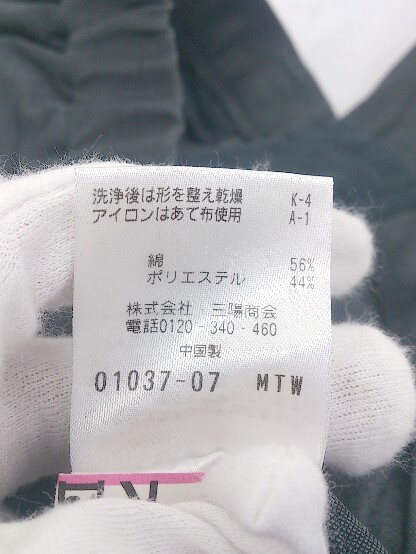 洗浄後は形を整え乾燥 K-4
アイロンはあて布使用 A-1
綿 56%
ポリエステル 44%
株式会社 三陽商会
電話0120-340-460
中国製
01037-07 MTW